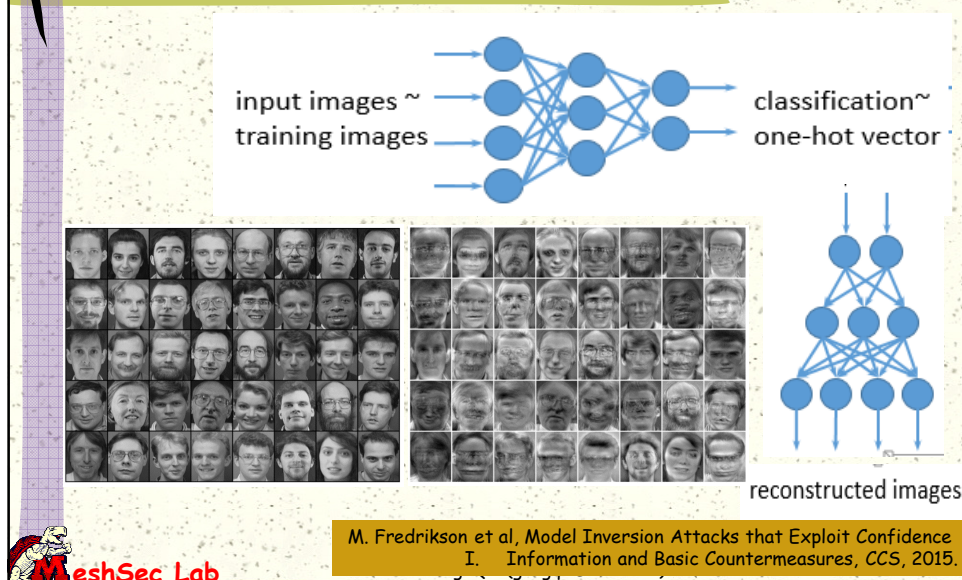 input images ~
training images
classification~
one-hot vector
reconstructed images
M. Fredrikson et al, Model Inversion Attacks that Exploit Confidence
I. Information and Basic Countermeasures, CCS, 2015.
MeshSec Lab